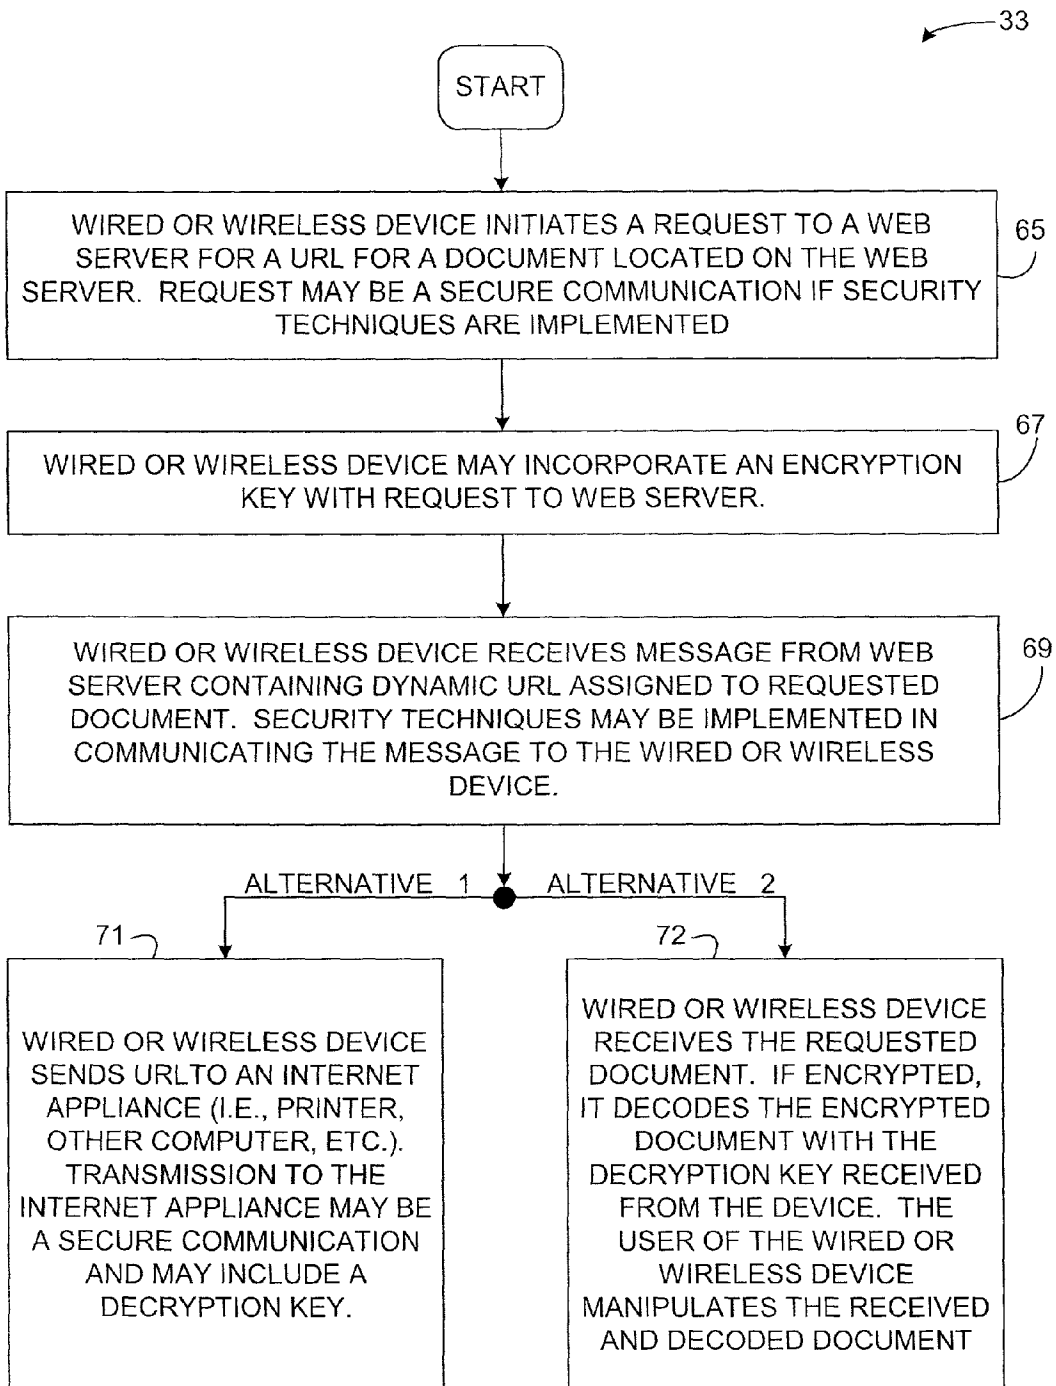 33
START
WIRED OR WIRELESS DEVICE INITIATES A REQUEST TO A WEB
SERVER FOR A URL FOR A DOCUMENT LOCATED ON THE WEB
SERVER. REQUEST MAY BE A SECURE COMMUNICATION IF SECURITY
TECHNIQUES ARE IMPLEMENTED
65
WIRED OR WIRELESS DEVICE MAY INCORPORATE AN ENCRYPTION
KEY WITH REQUEST TO WEB SERVER.
67
WIRED OR WIRELESS DEVICE RECEIVES MESSAGE FROM WEB
SERVER CONTAINING DYNAMIC URL ASSIGNED TO REQUESTED
DOCUMENT. SECURITY TECHNIQUES MAY BE IMPLEMENTED IN
COMMUNICATING THE MESSAGE TO THE WIRED OR WIRELESS
DEVICE.
69
ALTERNATIVE 1
ALTERNATIVE 2
71
WIRED OR WIRELESS DEVICE
SENDS URLTO AN INTERNET
APPLIANCE (I.E., PRINTER,
OTHER COMPUTER, ETC.).
TRANSMISSION TO THE
INTERNET APPLIANCE MAY BE
A SECURE COMMUNICATION
AND MAY INCLUDE A
DECRYPTION KEY.
72
WIRED OR WIRELESS DEVICE
RECEIVES THE REQUESTED
DOCUMENT. IF ENCRYPTED,
IT DECODES THE ENCRYPTED
DOCUMENT WITH THE
DECRYPTION KEY RECEIVED
FROM THE DEVICE. THE
USER OF THE WIRED OR
WIRELESS DEVICE
MANIPULATES THE RECEIVED
AND DECODED DOCUMENT